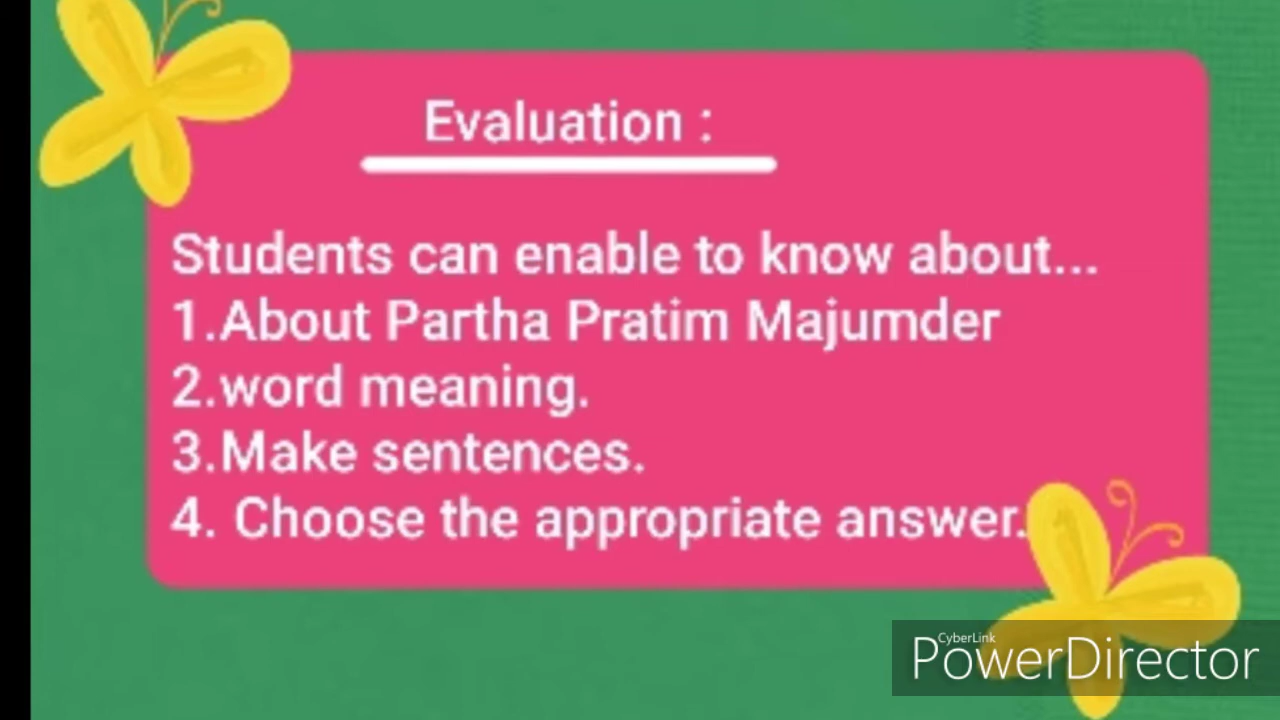 Evaluation :
Students can enable to know about...
1.About Partha Pratim Majumder
2.word meaning.
3.Make sentences.
4. Choose the appropriate answer.
CyberLink
PowerDirector